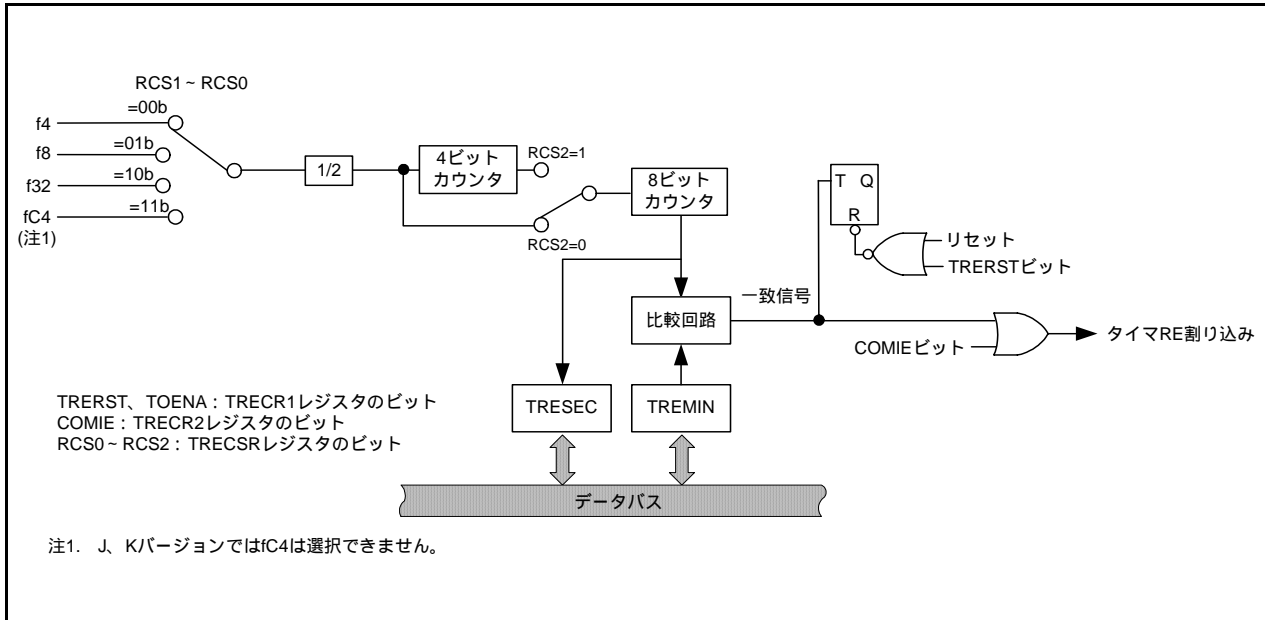 RCS1～RCS0
=00b
f4
=01b
f8
=10b
f32
=11b
fC4
(注1)
1/2
4ビット
カウンタ
RCS2=1
RCS2=0
8ビット
カウンタ
T Q
R
リセット
TRERSTビット
一致信号
比較回路
COMIEビット
タイマRE割り込み
TRESEC
TREMIN
TRERST、TOENA：TRECR1レジスタのビット
COMIE：TRECR2レジスタのビット
RCS0～RCS2：TRECSRレジスタのビット
データバス
注1. J、KバージョンではfC4は選択できません。